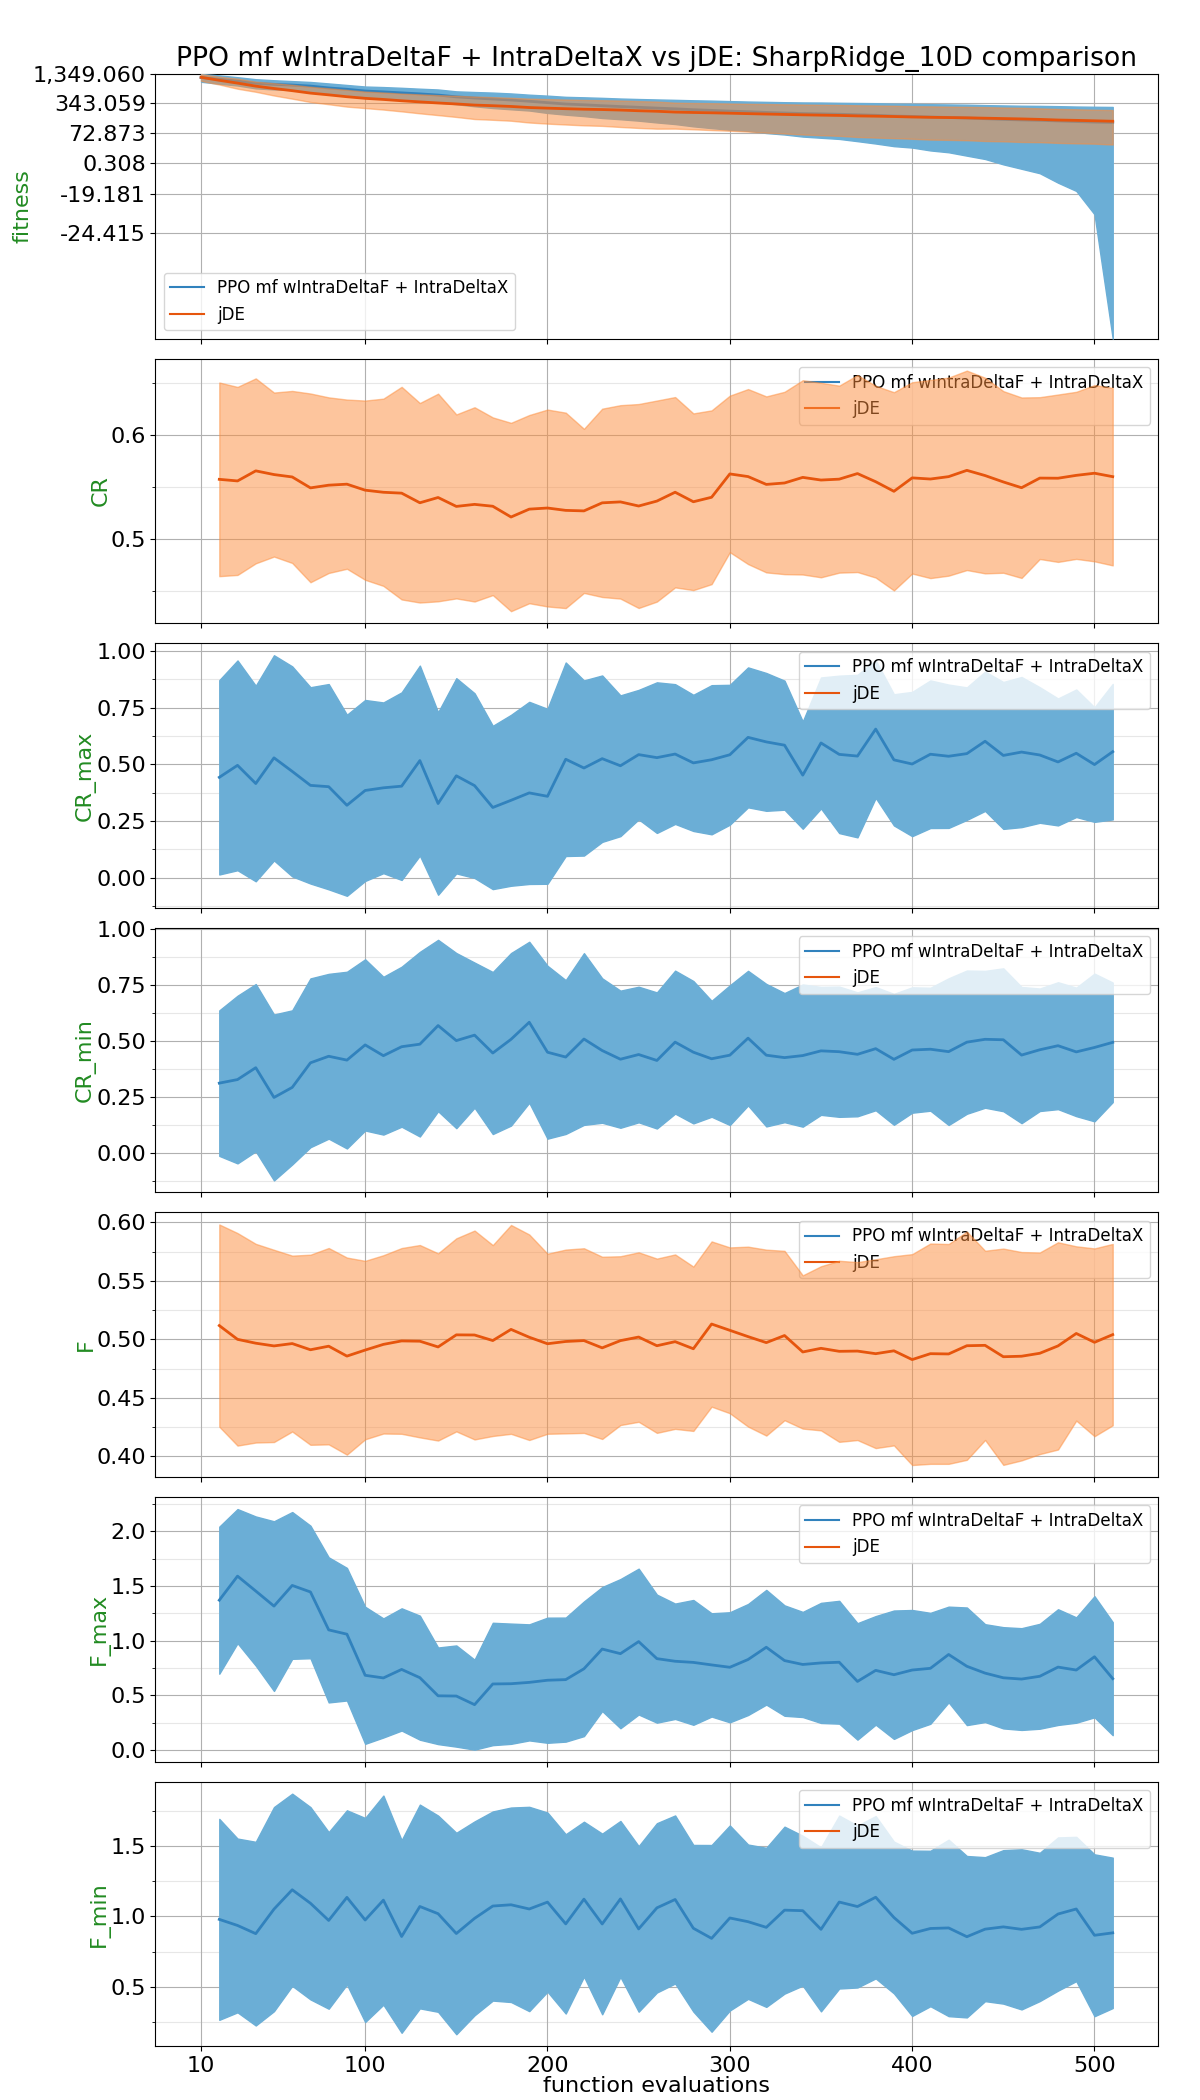 PPO mf wIntraDeltaF + IntraDeltaX vs jDE: SharpRidge_10D comparison
1,349.060
343.059
72.873
0.308
-19.181
-24.415
fitness
PPO mf wIntraDeltaF + IntraDeltaX
jDE
0.6
0.5
CR
PPO mf wIntraDeltaF + IntraDeltaX
jDE
1.00
0.75
0.50
0.25
0.00
CR_max
PPO mf wIntraDeltaF + IntraDeltaX
jDE
1.00
0.75
0.50
0.25
0.00
CR_min
PPO mf wIntraDeltaF + IntraDeltaX
jDE
0.60
0.55
0.50
0.45
0.40
F
PPO mf wIntraDeltaF + IntraDeltaX
jDE
2.0
1.5
1.0
0.5
0.0
F_max
PPO mf wIntraDeltaF + IntraDeltaX
jDE
1.5
1.0
0.5
F_min
PPO mf wIntraDeltaF + IntraDeltaX
jDE
10 100 200 300 400 500
function evaluations